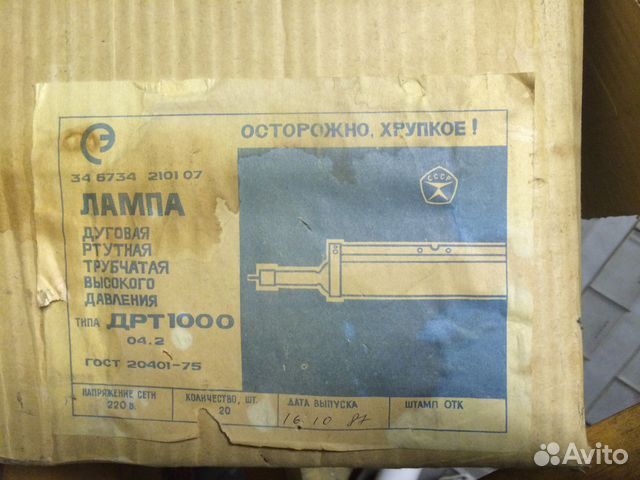 ОСТОРОЖНО, ХРУПКОЕ!
СССР
34 6734 2101 07
ЛАМПА
ДУГОВАЯ
РТУТНАЯ
ТРУБЧАТАЯ
ВЫСОКОГО
ДАВЛЕНИЯ
ТИПА ДРТ1000
04.2
ГОСТ 20401-75
НАПРЯЖЕНИЕ СЕТИ
220 в.
КОЛИЧЕСТВО, ШТ.
20
ДАТА ВЫПУСКА
16 10 87
ШТАМП ОТК
Avito